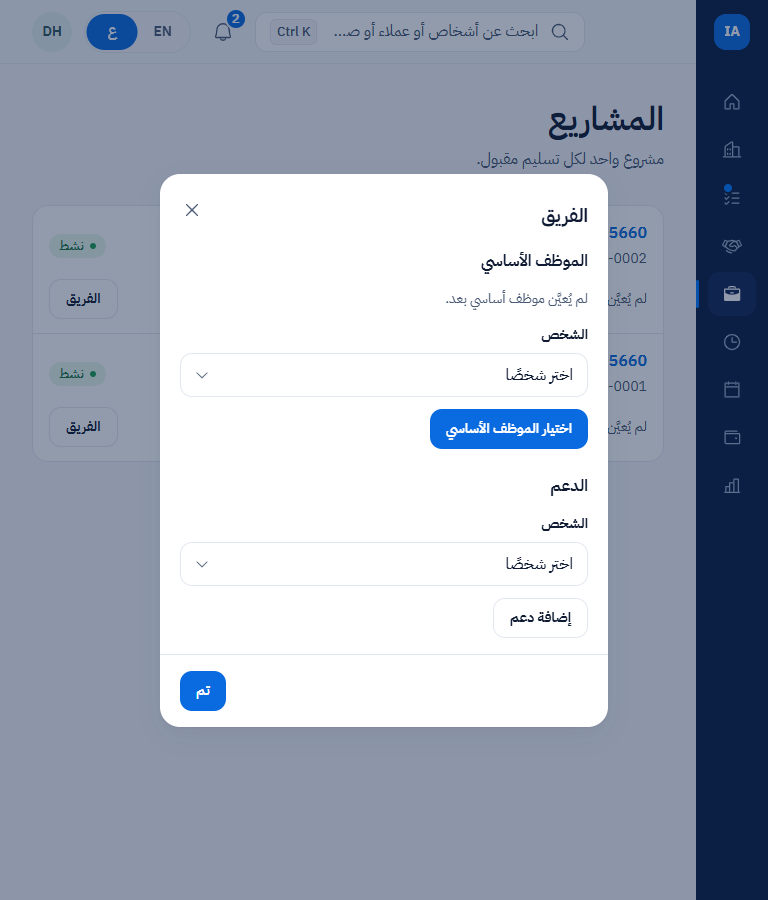 IA
ابحث عن أشخاص أو عملاء أو صـ...
Ctrl K
2
EN
ع
DH
المشاريع
مشروع واحد لكل تسليم مقبول.
5660
نشط
0002-
لم يُعيَّن
الفريق
5660
نشط
0001-
لم يُعيَّن
الفريق
الفريق
الموظف الأساسي
لم يُعيَّن موظف أساسي بعد.
الشخص
اختر شخصًا
اختيار الموظف الأساسي
الدعم
الشخص
اختر شخصًا
إضافة دعم
تم